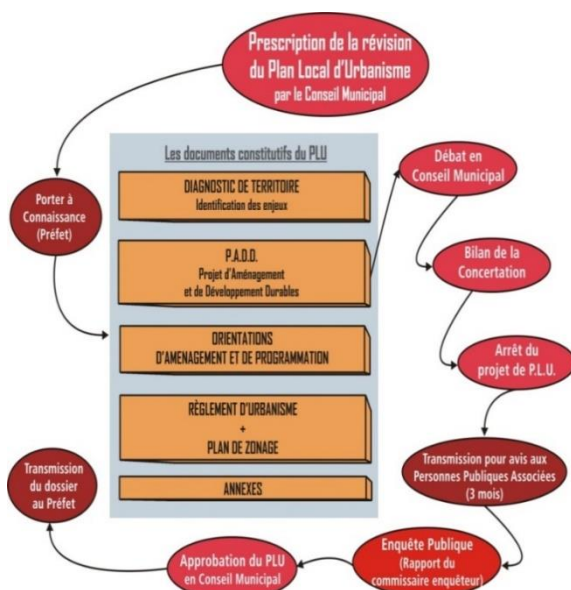 Prescription de la révision
du Plan Local d'Urbanisme
par le Conseil Municipal
Porter à
Connaissance
(Préfet)
Les documents constitutifs du PLU
DIAGNOSTIC DE TERRITOIRE
Identification des enjeux
P.A.D.D.
Projet d'Aménagement
et de Développement Durables
ORIENTATIONS
D'AMENAGEMENT ET DE PROGRAMMATION
RÈGLEMENT D'URBANISME
+
PLAN DE ZONAGE
ANNEXES
Débat en
Conseil Municipal
Bilan de la
Concertation
Arrêt du
projet de P.L.U.
Transmission pour avis aux
Personnes Publiques Associées
(3 mois)
Enquête Publique
(Rapport du
commissaire enquêteur)
Approbation du PLU
en Conseil Municipal
Transmission
du dossier
au Préfet